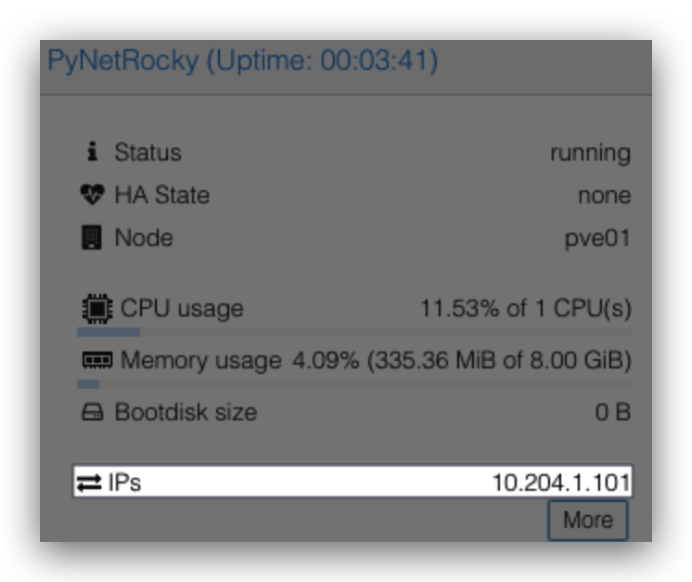 PyNetRocky (Uptime: 00:03:41)
Status running
HA State none
Node pve01
CPU usage 11.53% of 1 CPU(s)
Memory usage 4.09% (335.36 MiB of 8.00 GiB)
Bootdisk size 0 B
IPs 10.204.1.101
More